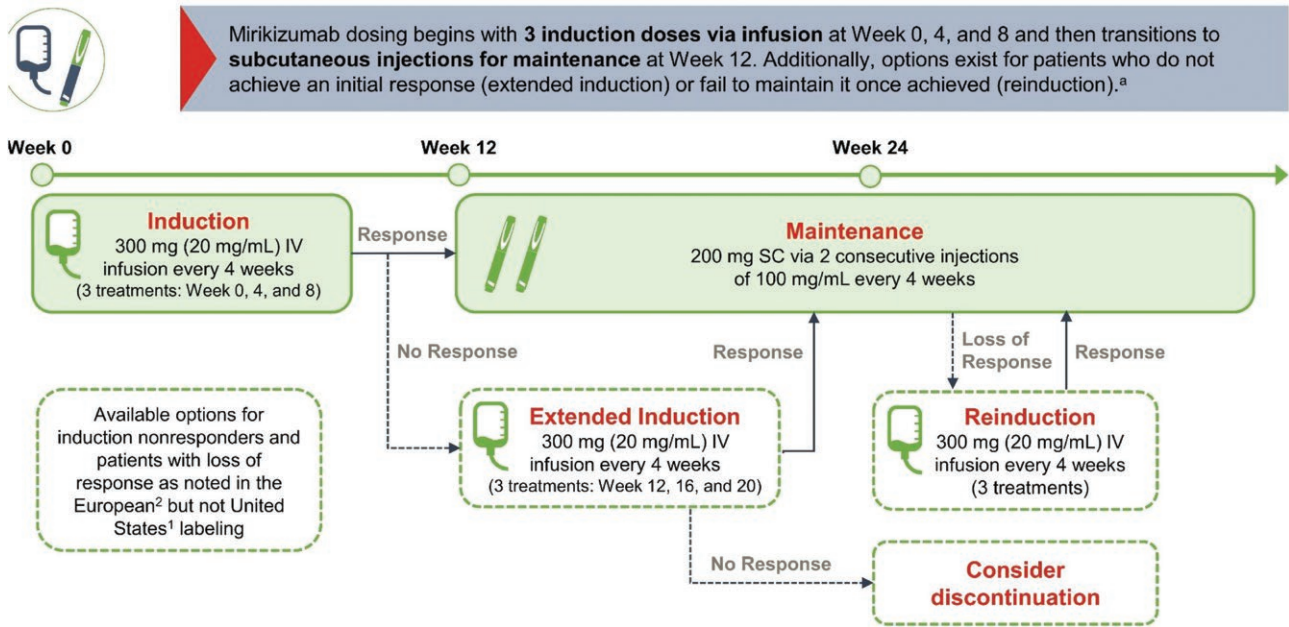 Mirikizumab dosing begins with 3 induction doses via infusion at Week 0, 4, and 8 and then transitions to
subcutaneous injections for maintenance at Week 12. Additionally, options exist for patients who do not
achieve an initial response (extended induction) or fail to maintain it once achieved (reinduction).ᵃ
Week 0
Week 12
Week 24
Induction
300 mg (20 mg/mL) IV
infusion every 4 weeks
(3 treatments: Week 0, 4, and 8)
Response
Maintenance
200 mg SC via 2 consecutive injections
of 100 mg/mL every 4 weeks
No Response
Response
Loss of
Response
Response
Available options for
induction nonresponders and
patients with loss of
response as noted in the
European² but not United
States¹ labeling
Extended Induction
300 mg (20 mg/mL) IV
infusion every 4 weeks
(3 treatments: Week 12, 16, and 20)
Reinduction
300 mg (20 mg/mL) IV
infusion every 4 weeks
(3 treatments)
No Response
Consider
discontinuation